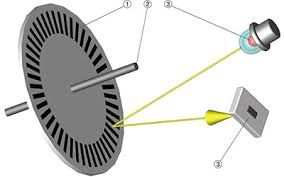 ① ② ③
③